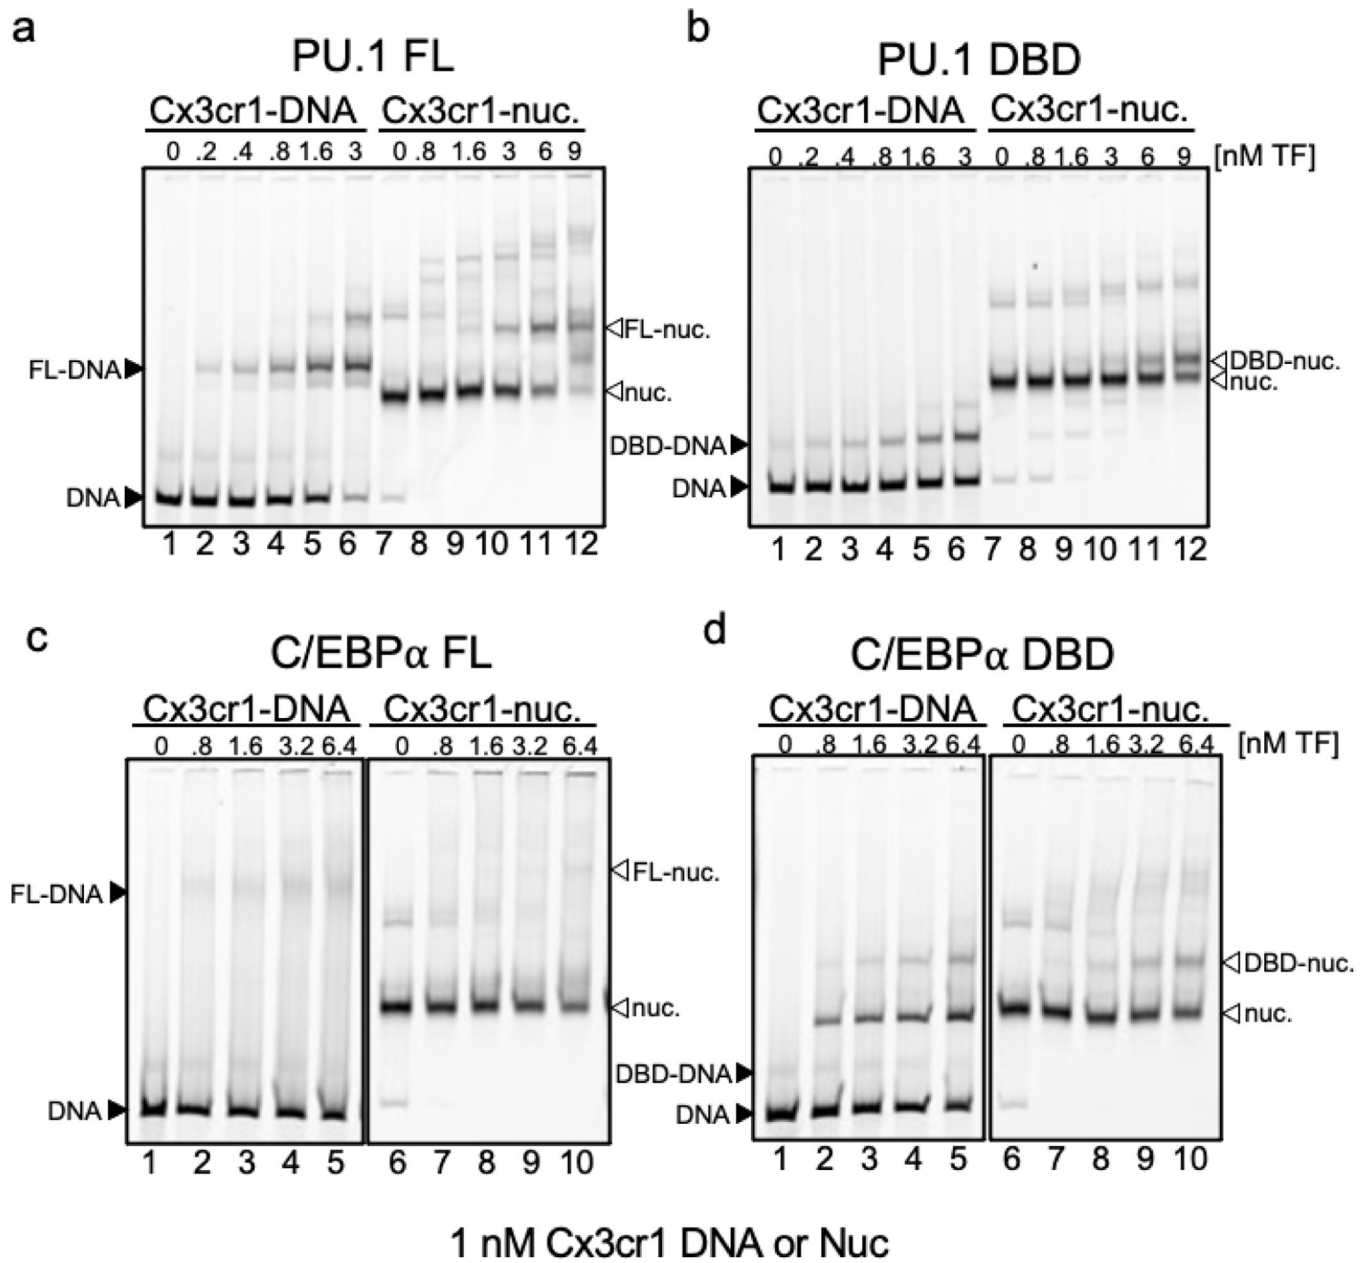 a
PU.1 FL
Cx3cr1-DNA Cx3cr1-nuc.
0 .2 .4 .8 1.6 3 0 .8 1.6 3 6 9
FL-DNA
DNA
FL-nuc.
nuc.
1 2 3 4 5 6 7 8 9 10 11 12
b
PU.1 DBD
Cx3cr1-DNA Cx3cr1-nuc.
0 .2 .4 .8 1.6 3 0 .8 1.6 3 6 9 [nM TF]
DBD-DNA
DNA
DBD-nuc.
nuc.
1 2 3 4 5 6 7 8 9 10 11 12
c
C/EBPα FL
Cx3cr1-DNA Cx3cr1-nuc.
0 .8 1.6 3.2 6.4 0 .8 1.6 3.2 6.4
FL-DNA
DNA
FL-nuc.
nuc.
1 2 3 4 5 6 7 8 9 10
d
C/EBPα DBD
Cx3cr1-DNA Cx3cr1-nuc.
0 .8 1.6 3.2 6.4 0 .8 1.6 3.2 6.4 [nM TF]
DBD-DNA
DNA
DBD-nuc.
nuc.
1 2 3 4 5 6 7 8 9 10
1 nM Cx3cr1 DNA or Nuc